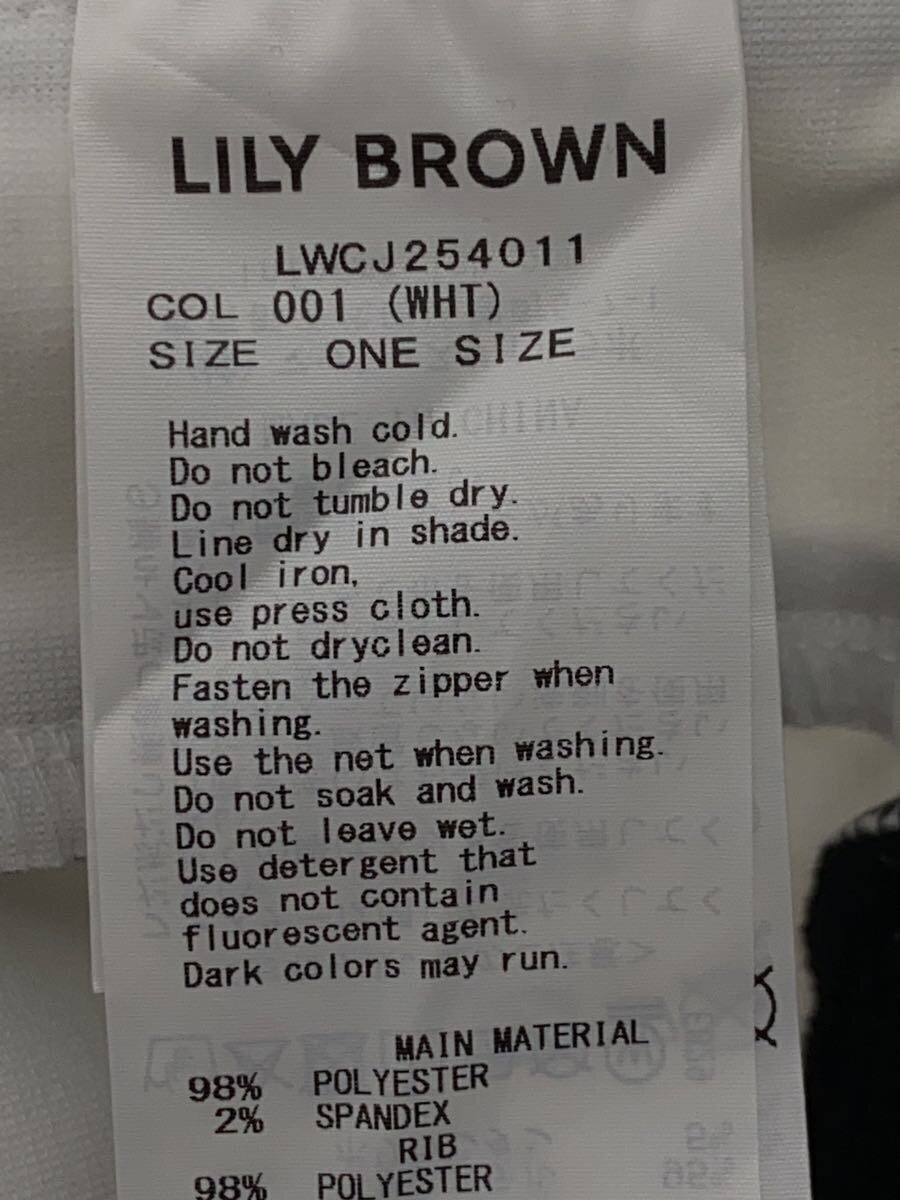 LILY BROWN
LWCJ254011
COL 001 (WHT)
SIZE ONE SIZE
Hand wash cold.
Do not bleach.
Do not tumble dry.
Line dry in shade.
Cool iron,
use press cloth.
Do not dryclean.
Fasten the zipper when
washing.
Use the net when washing.
Do not soak and wash.
Do not leave wet.
Use detergent that
does not contain
fluorescent agent.
Dark colors may run.
MAIN MATERIAL
98% POLYESTER
2% SPANDEX
RIB
98% POLYESTER